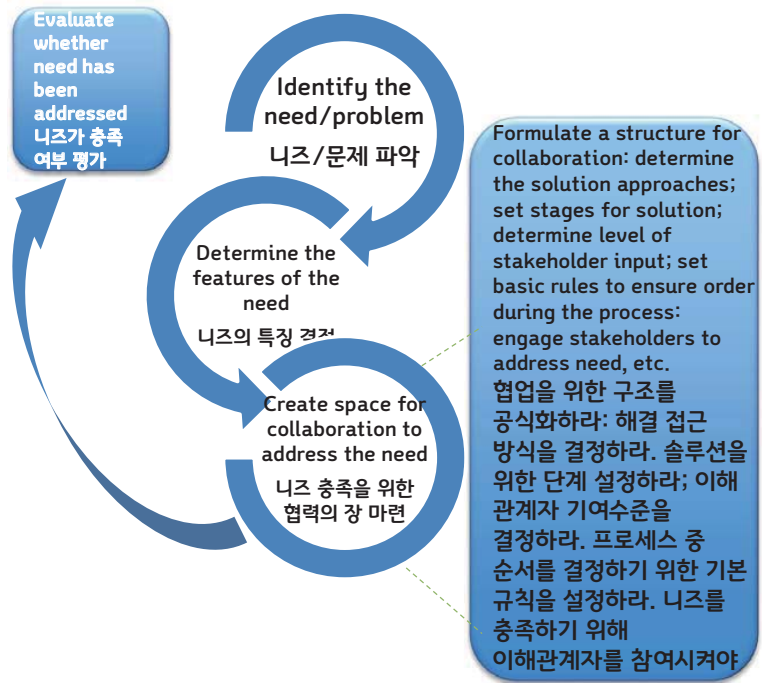 Evaluate
whether
need has
been
addressed
니즈가 충족
여부 평가
Identify the
need/problem
니즈/문제 파악
Determine the
features of the
need
니즈의 특징 결정
Create space for
collaboration to
address the need
니즈 충족을 위한
협력의 장 마련
Formulate a structure for
collaboration: determine
the solution approaches;
set stages for solution;
determine level of
stakeholder input; set
basic rules to ensure order
during the process:
engage stakeholders to
address need, etc.
협업을 위한 구조를
공식화하라: 해결 접근
방식을 결정하라. 솔루션을
위한 단계 설정하라; 이해
관계자 기여수준을
결정하라. 프로세스 중
순서를 결정하기 위한 기본
규칙을 설정하라. 니즈를
충족하기 위해
이해관계자를 참여시켜야